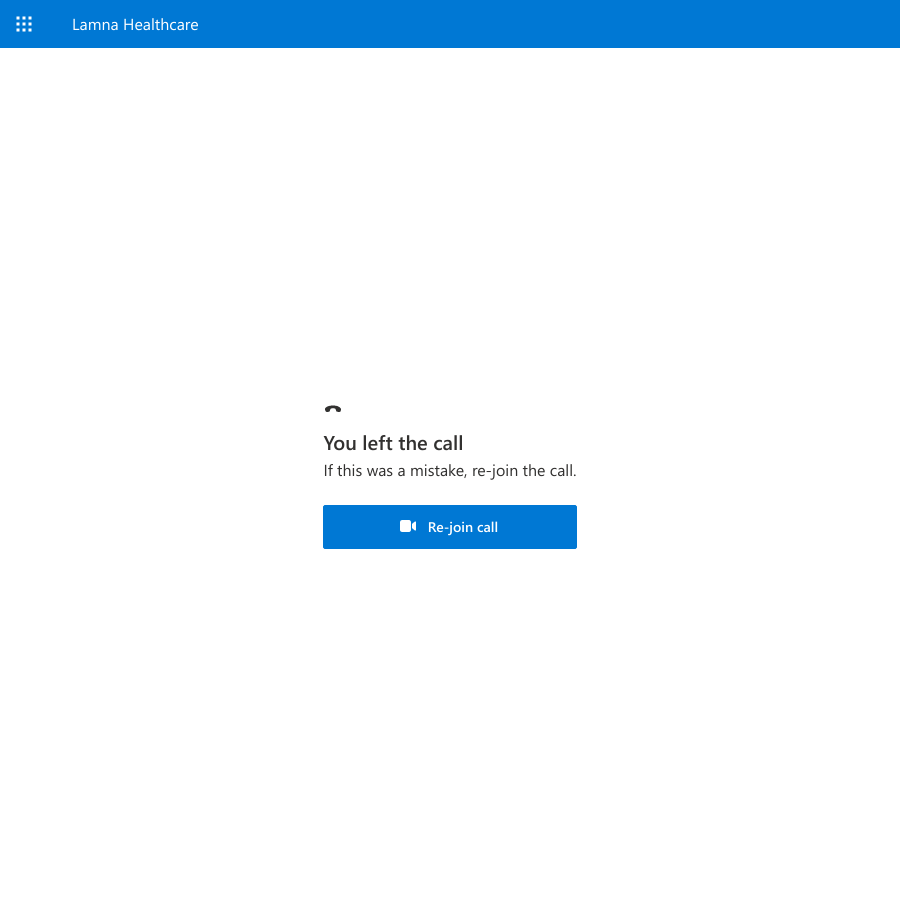 Lamna Healthcare
You left the call
If this was a mistake, re-join the call.
Re-join call